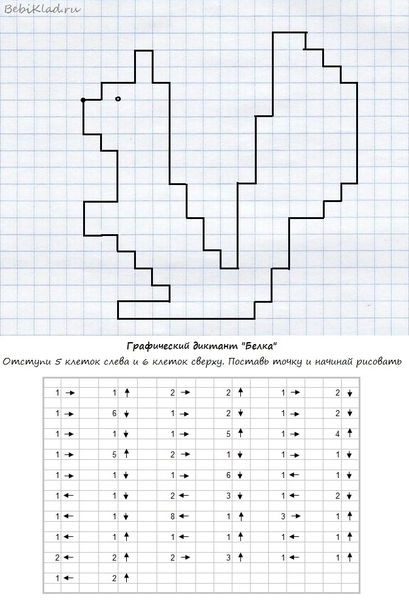 BebiKlad.ru
Графический диктант "Белка"
Отступи 5 клеток слева и 6 клеток сверху. Поставь точку и начинай рисовать
1 → 1 ↑ 2 → 2 ↑ 1 → 2 ↓
1 → 6 ↓ 1 → 2 ↓ 1 → 2 ↓
1 → 1 ↓ 1 → 5 ↑ 1 → 4 ↑
1 → 5 ↑ 2 → 1 ↓ 1 → 1 ↓
1 → 1 ↓ 1 → 6 ↓ 1 ← 1 ↓
1 ← 1 ↓ 2 ← 3 ↓ 1 ← 2 ↓
1 ← 1 ↓ 8 ← 1 ↑ 3 → 1 ↑
1 ← 1 ↑ 1 ← 1 ↑ 1 ← 1 ↑
2 ← 2 ↑ 2 → 3 ↑ 1 ← 1 ↑
1 ← 2 ↑